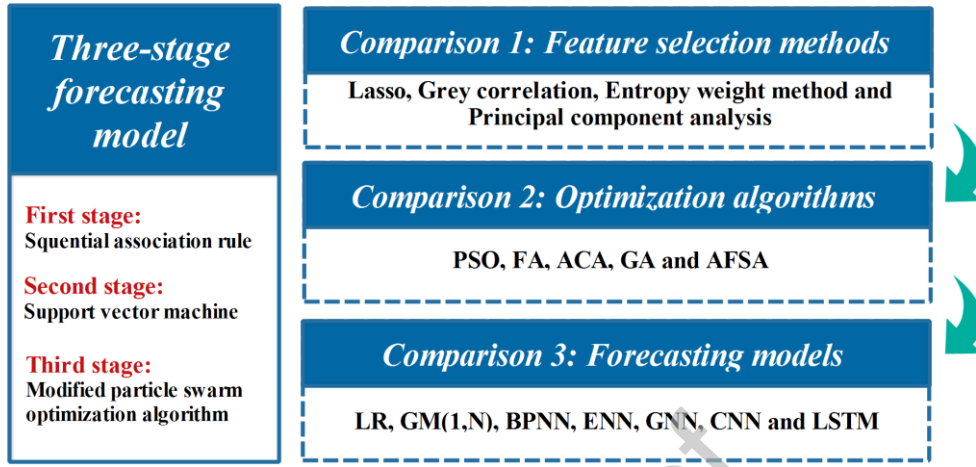 Three-stage
forecasting
model
First stage:
Squential association rule
Second stage:
Support vector machine
Third stage:
Modified particle swarm
optimization algorithm
Comparison 1: Feature selection methods
Lasso, Grey correlation, Entropy weight method and
Principal component analysis
Comparison 2: Optimization algorithms
PSO, FA, ACA, GA and AFSA
Comparison 3: Forecasting models
LR, GM(1,N), BPNN, ENN, GNN, CNN and LSTM